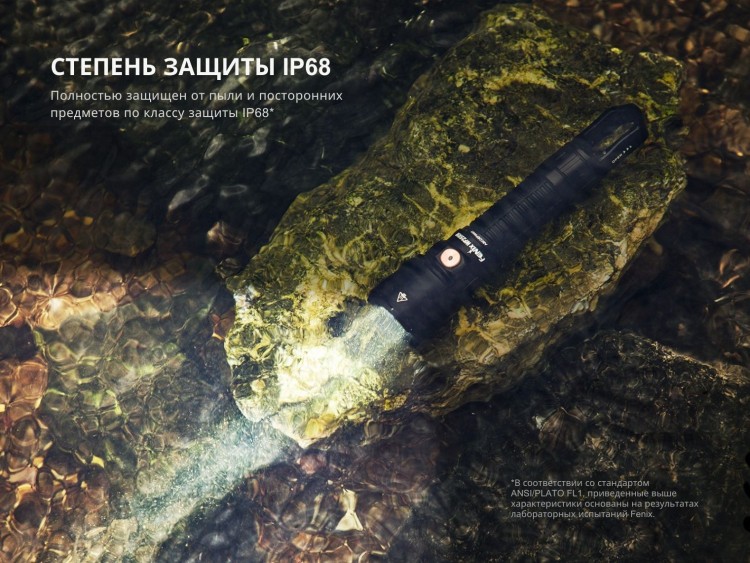 СТЕПЕНЬ ЗАЩИТЫ IP68
Полностью защищен от пыли и посторонних
предметов по классу защиты IP68*
Fenix
*В соответствии со стандартом
ANSI/PLATO FL1, приведенные выше
характеристики основаны на результатах
лабораторных испытаний Fenix.